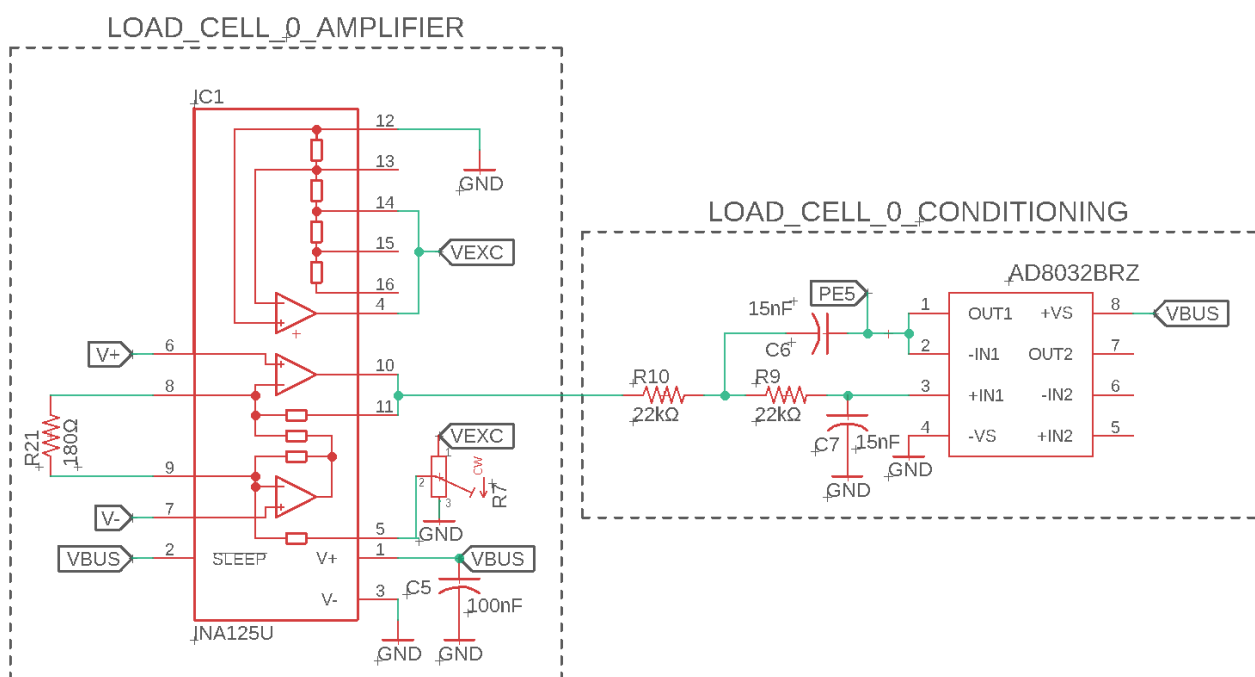 LOAD_CELL_0_AMPLIFIER
IC1
12
13
GND
14
15
VEXC
16
4
V+
6
10
8
11
R21
180Ω
VEXC
1
2
CW
R7
3
9
V-
7
5
GND
VBUS
2
SLEEP
V+
1
VBUS
C5
100nF
V-
3
INA125U
GND
GND
LOAD_CELL_0_CONDITIONING
AD8032BRZ
PE5
15nF
C6
1
OUT1
+VS
8
VBUS
2
-IN1
OUT2
7
R10
22kΩ
R9
22kΩ
3
+IN1
-IN2
6
C7
15nF
4
-VS
+IN2
5
GND
GND